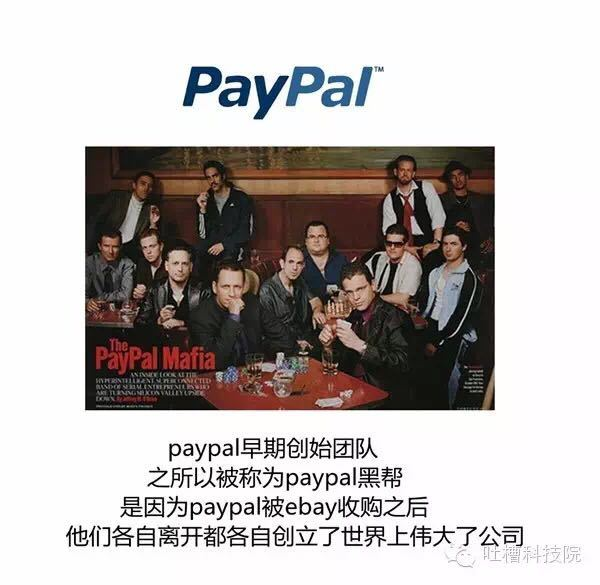 PayPal™
The
PayPal Mafia
AN INSIDE LOOK AT THE
HYPERINTELLIGENT, SUPERCONNECTED
BAND OF SERIAL ENTREPRENEURS WHO
ARE TURNING SILICON VALLEY UPSIDE
DOWN. By Jeffrey M. O'Brien
paypal早期创始团队
之所以被称为paypal黑帮
是因为paypal被ebay收购之后
他们各自离开都各自创立了世界上伟大了公司
吐槽科技院